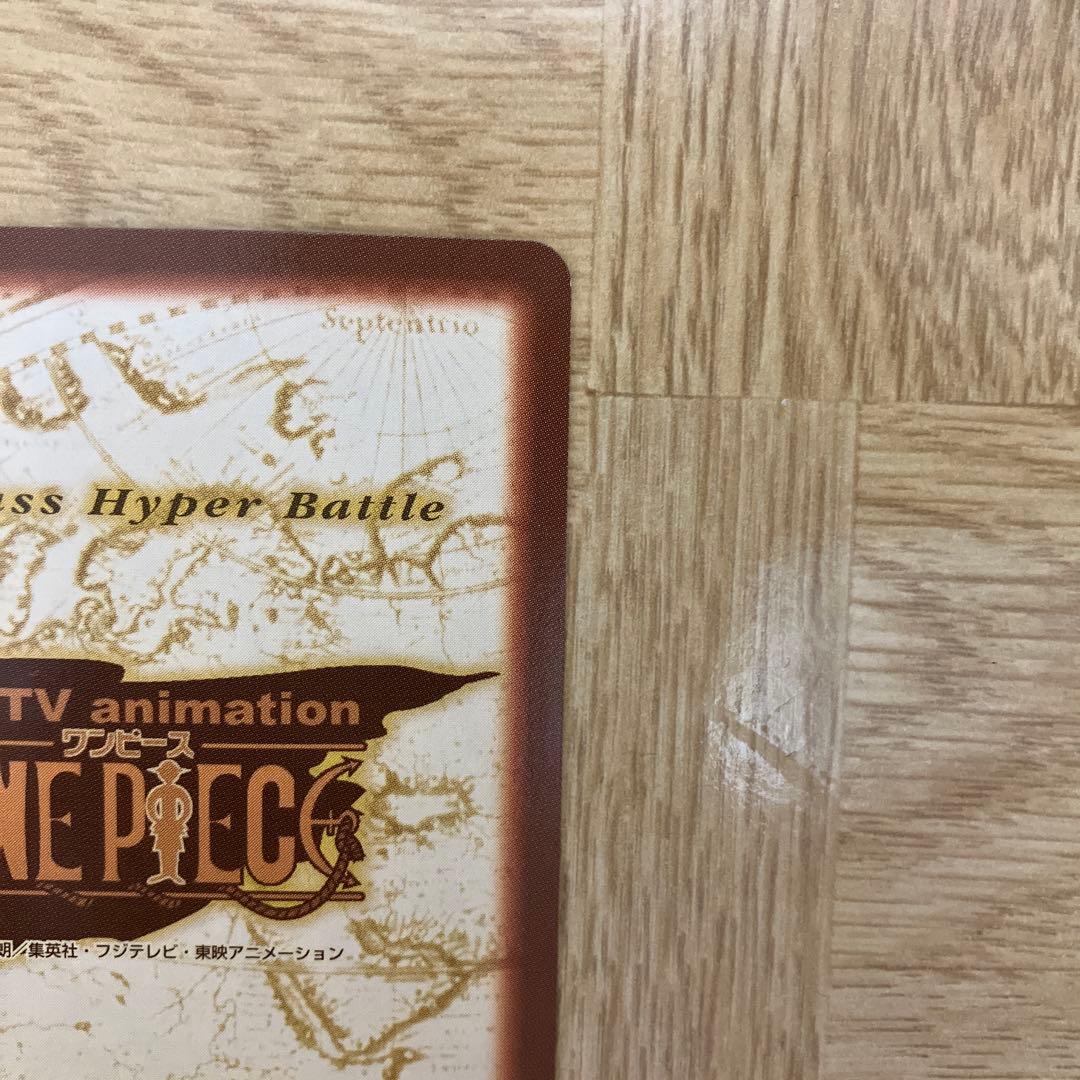 Septentrio
ass Hyper Battle
TV animation
ワンピース
NE PIECE
朗/集英社・フジテレビ・東映アニメーション